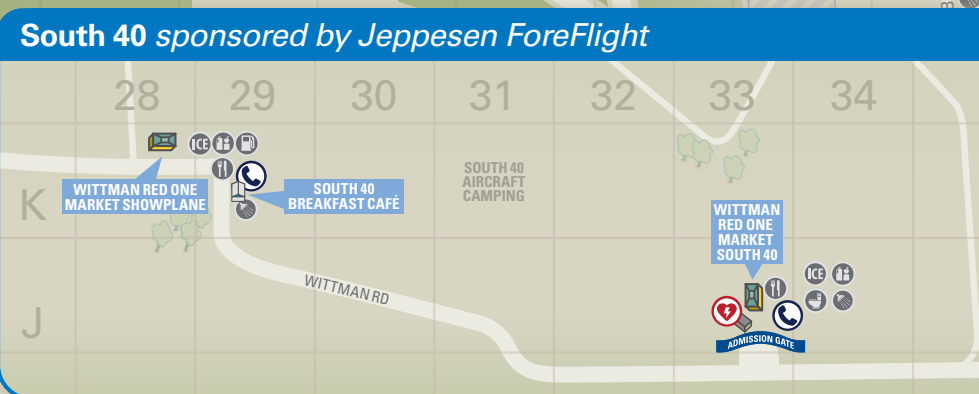 South 40 sponsored by Jeppesen ForeFlight
28 29 30 31 32 33 34
ICE
SOUTH 40
AIRCRAFT
CAMPING
K
WITTMAN RED ONE
MARKET SHOWPLANE
SOUTH 40
BREAKFAST CAFÉ
WITTMAN
RED ONE
MARKET
SOUTH 40
ICE
WITTMAN RD
J
ADMISSION GATE